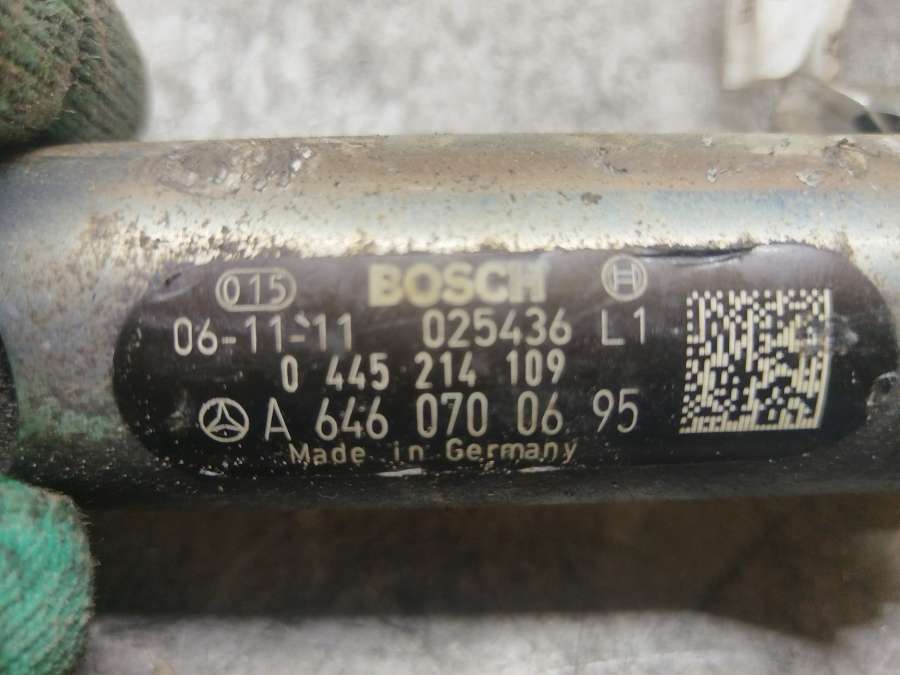 015 BOSCH
06-11-11 025436 L1
0 445 214 109
A 646 070 06 95
Made in Germany